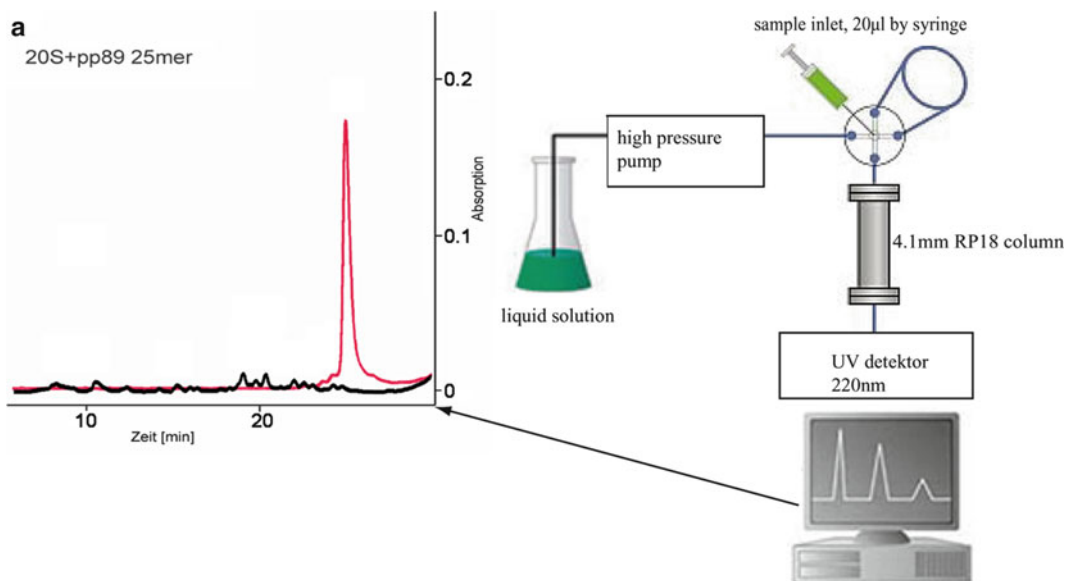 a
20S+pp89 25mer
0.2
0.1
0
Absorption
10
20
Zeit [min]
sample inlet, 20µl by syringe
high pressure
pump
liquid solution
4.1mm RP18 column
UV detektor
220nm